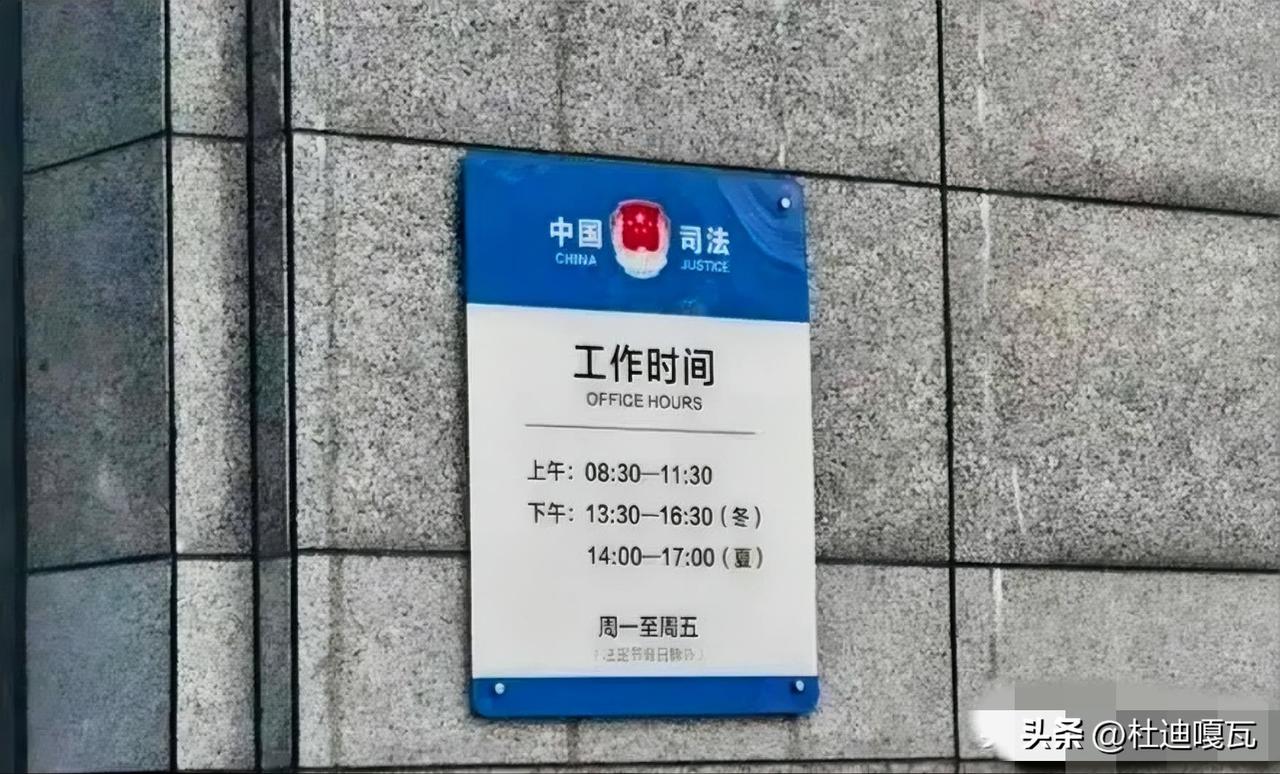 中国 司法
CHINA JUSTICE
工作时间
OFFICE HOURS
上午：08:30—11:30
下午：13:30—16:30（冬）
14:00—17:00（夏）
周一至周五
头条 @杜迪嘎瓦